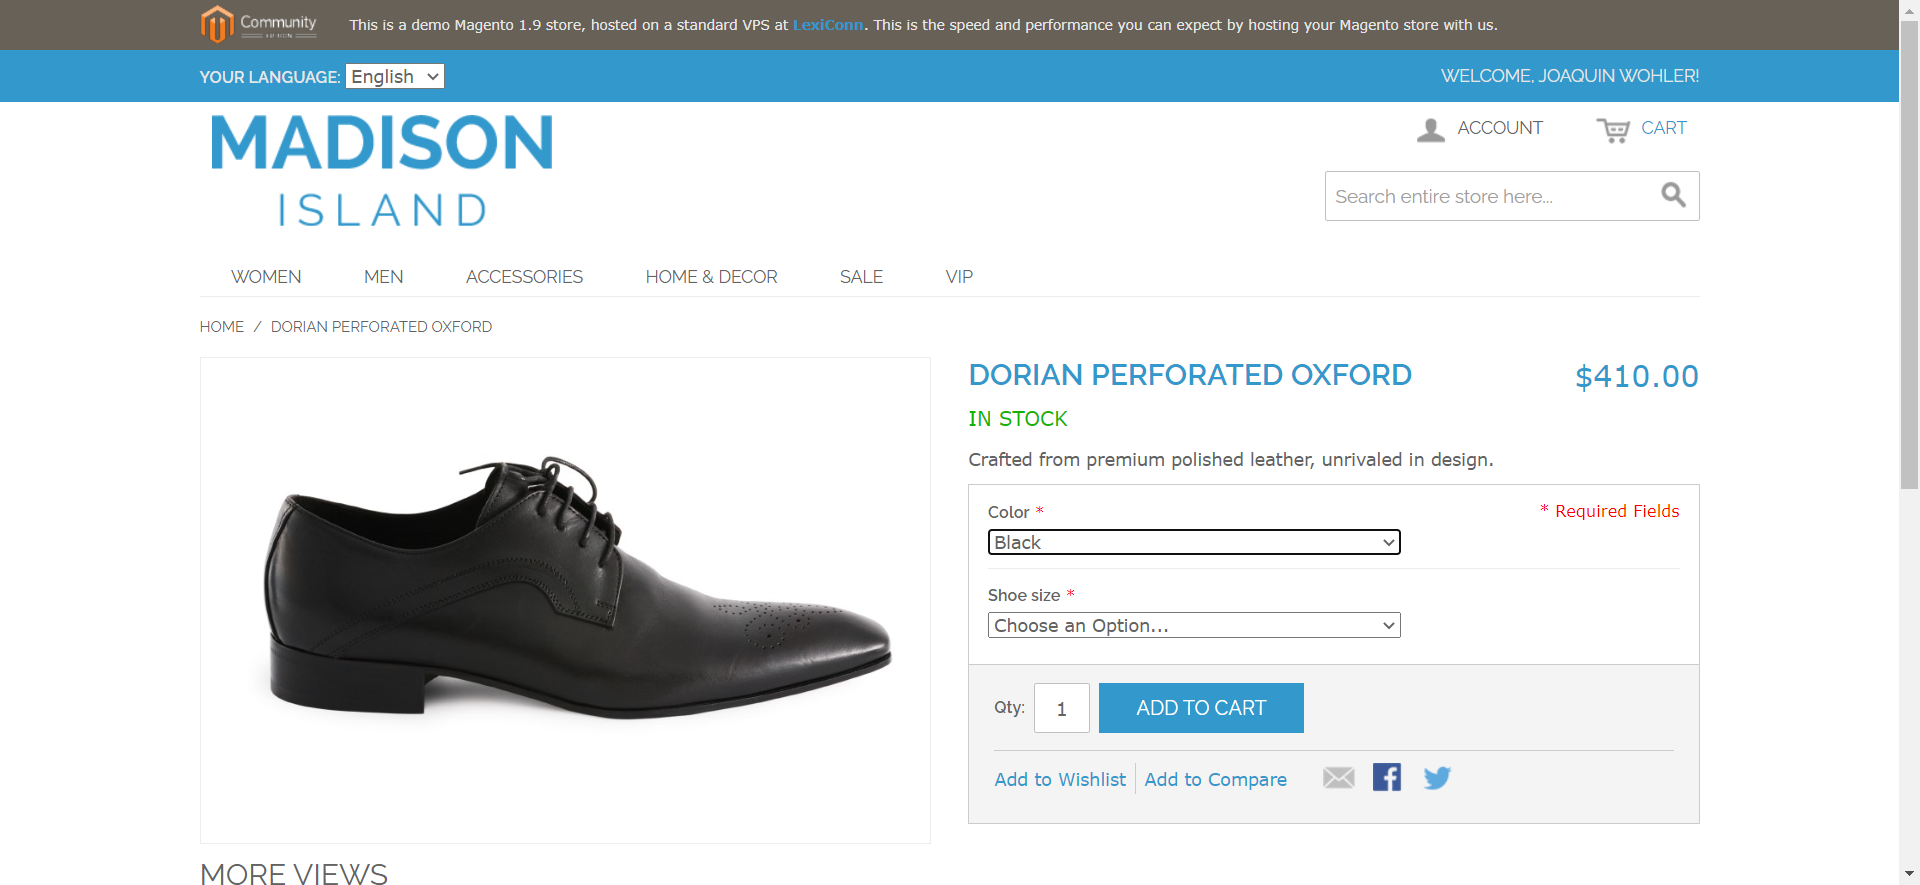 Community
This is a demo Magento 1.9 store, hosted on a standard VPS at LexiConn. This is the speed and performance you can expect by hosting your Magento store with us.
YOUR LANGUAGE: English
WELCOME, JOAQUIN WOHLER!
MADISON
ISLAND
ACCOUNT
CART
Search entire store here...
WOMEN MEN ACCESSORIES HOME & DECOR SALE VIP
HOME / DORIAN PERFORATED OXFORD
DORIAN PERFORATED OXFORD
$410.00
IN STOCK
Crafted from premium polished leather, unrivaled in design.
Color *
* Required Fields
Black
Shoe size *
Choose an Option...
Qty: 1 ADD TO CART
Add to Wishlist Add to Compare
MORE VIEWS